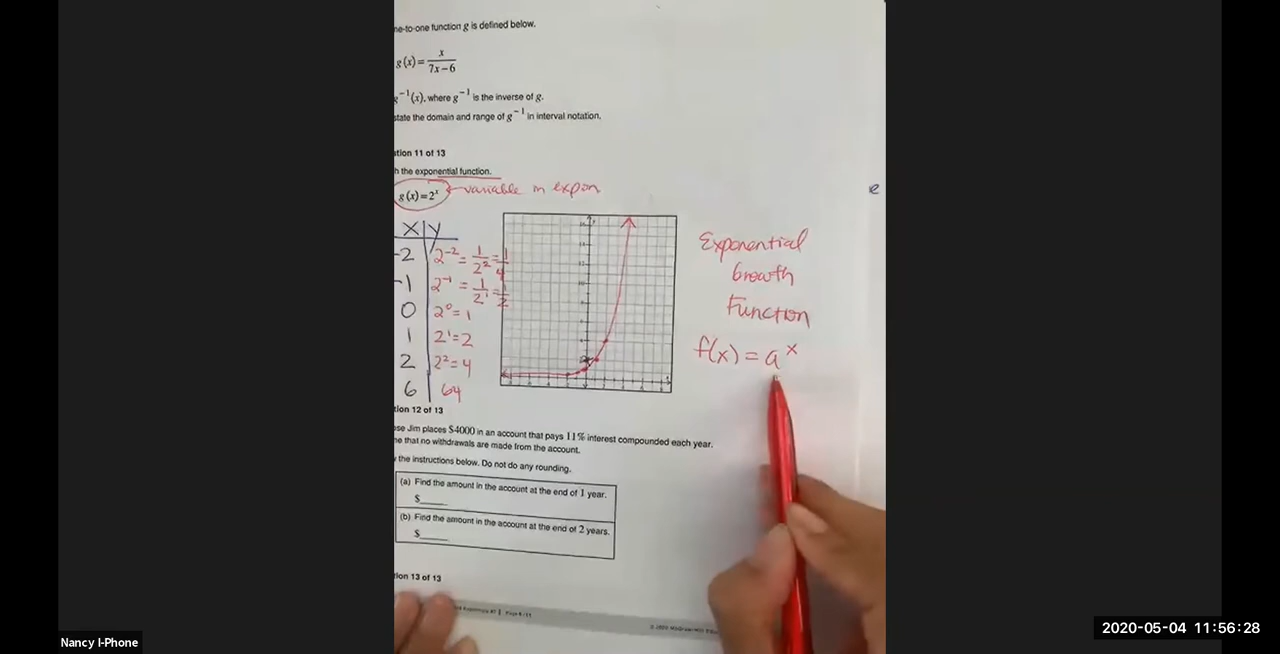 ne-to-one function g is defined below.
g(x)= x/(7x−6)
g⁻¹(x), where g⁻¹ is the inverse of g.
state the domain and range of g⁻¹ in interval notation.
tion 11 of 13
h the exponential function.
g(x)=2ˣ
variable in expon
X Y
-2 2⁻² = 1/2² = 1/4
-1 2⁻¹ = 1/2¹ = 1/2
0 2⁰=1
1 2¹=2
2 2²=4
6 64
Exponential
Growth
Function
f(x) = aˣ
e
tion 12 of 13
ose Jim places $4000 in an account that pays 11% interest compounded each year.
me that no withdrawals are made from the account.
the instructions below. Do not do any rounding.
(a) Find the amount in the account at the end of 1 year.
$____
(b) Find the amount in the account at the end of 2 years.
$____
tion 13 of 13
Nancy I-Phone
2020-05-04 11:56:28